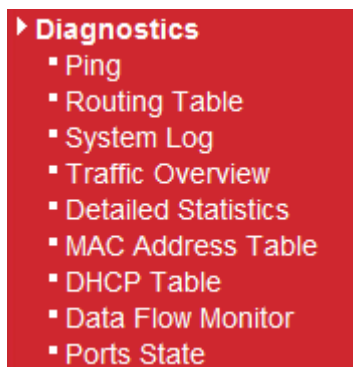 Diagnostics
Ping
Routing Table
System Log
Traffic Overview
Detailed Statistics
MAC Address Table
DHCP Table
Data Flow Monitor
Ports State